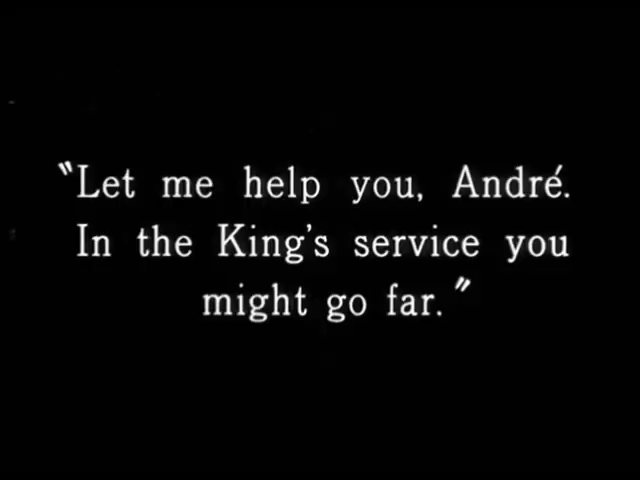 "Let me help you, André.
In the King's service you
might go far."